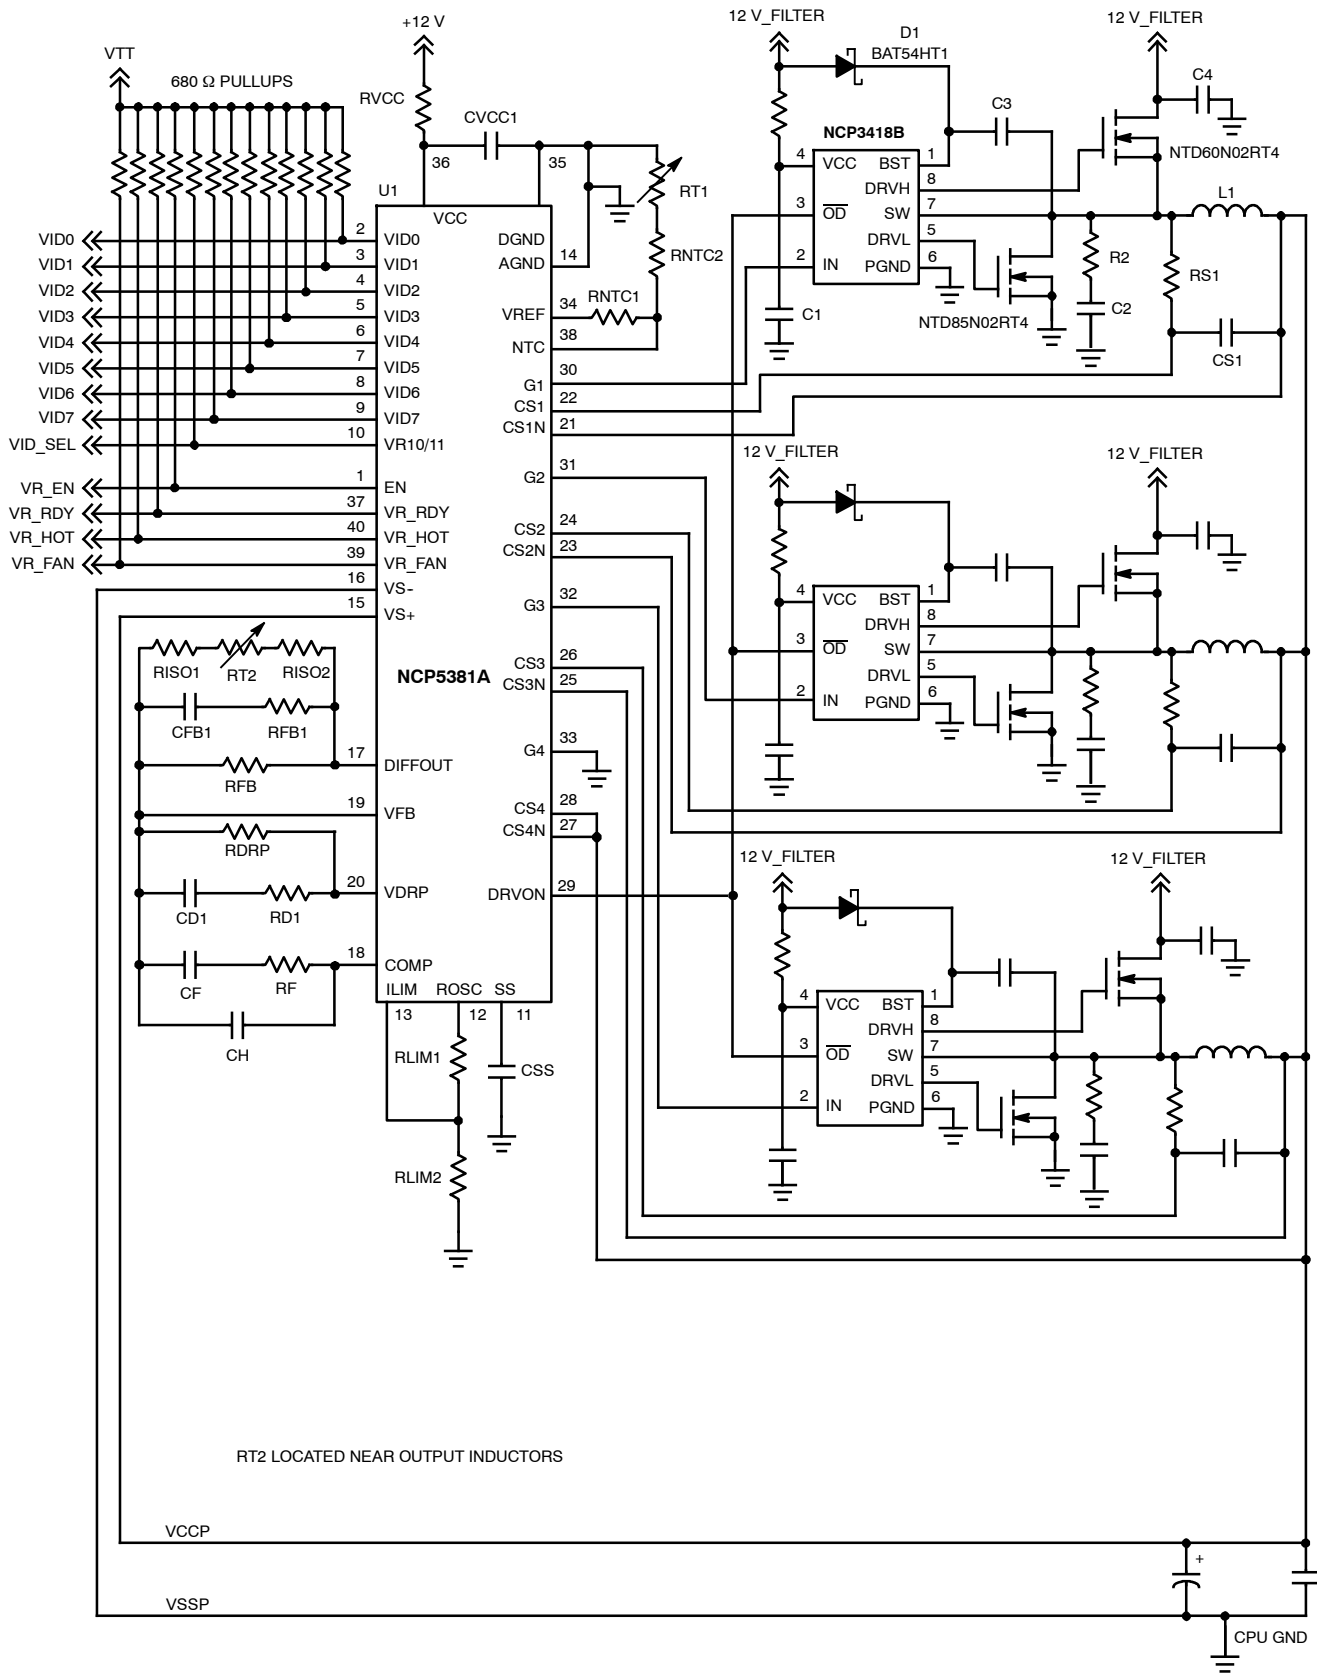 +12 V
12 V_FILTER
D1
BAT54HT1
12 V_FILTER
VTT
680 Ω PULLUPS
RVCC
CVCC1
C3
C4
NCP3418B
NTD60N02RT4
36
35
U1
VCC
RT1
4 VCC BST 1
DRVH 8
3 OD SW 7
DRVL 5
2 IN PGND 6
L1
R2
RS1
C1
C2
CS1
NTD85N02RT4
VID0 2 VID0
VID1 3 VID1
VID2 4 VID2
VID3 5 VID3
VID4 6 VID4
VID5 7 VID5
VID6 8 VID6
VID7 9 VID7
VID_SEL 10 VR10/11
VR_EN 1 EN
VR_RDY 37 VR_RDY
VR_HOT 40 VR_HOT
VR_FAN 39 VR_FAN
16 VS-
15 VS+
DGND
AGND 14
RNTC2
RNTC1
VREF 34
NTC 38
G1 30
CS1 22
CS1N 21
G2 31
CS2 24
CS2N 23
G3 32
CS3 26
CS3N 25
G4 33
CS4 28
CS4N 27
DRVON 29
NCP5381A
RISO1
RT2
RISO2
CFB1
RFB1
17 DIFFOUT
RFB
19 VFB
RDRP
20 VDRP
CD1
RD1
18 COMP
CF
RF
CH
ILIM
ROSC
SS
13
12
11
RLIM1
CSS
RLIM2
12 V_FILTER
12 V_FILTER
4 VCC BST 1
DRVH 8
3 OD SW 7
DRVL 5
2 IN PGND 6
12 V_FILTER
12 V_FILTER
4 VCC BST 1
DRVH 8
3 OD SW 7
DRVL 5
2 IN PGND 6
RT2 LOCATED NEAR OUTPUT INDUCTORS
VCCP
+
VSSP
CPU GND